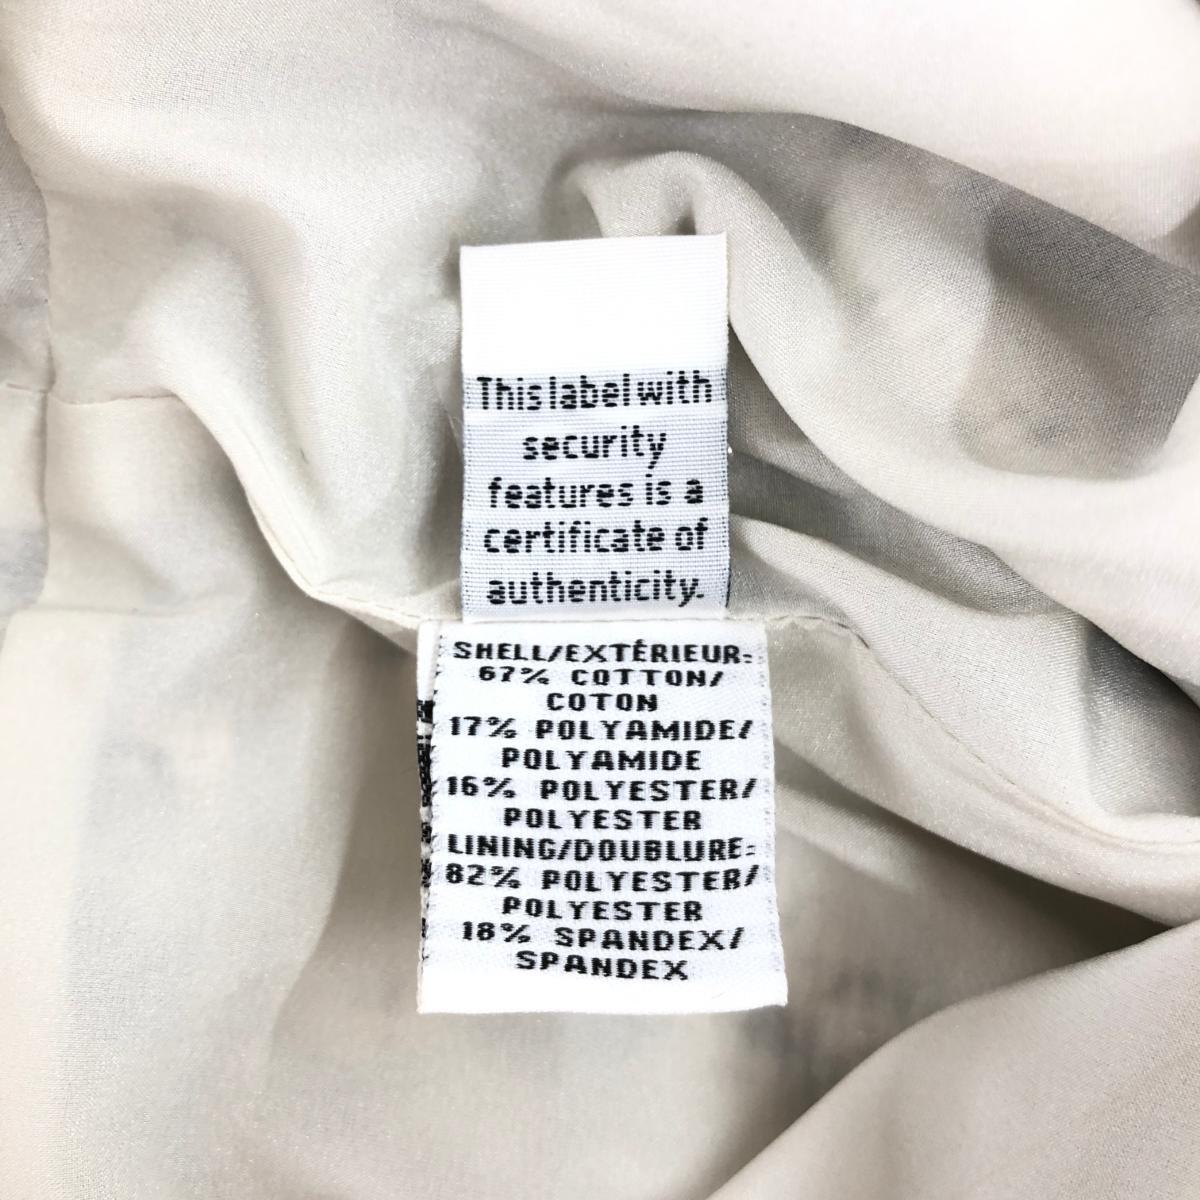 This label with
security
features is a
certificate of
authenticity.
SHELL/EXTÉRIEUR:
67% COTTON/
COTON
17% POLYAMIDE/
POLYAMIDE
16% POLYESTER/
POLYESTER
LINING/DOUBLURE:
82% POLYESTER/
POLYESTER
18% SPANDEX/
SPANDEX